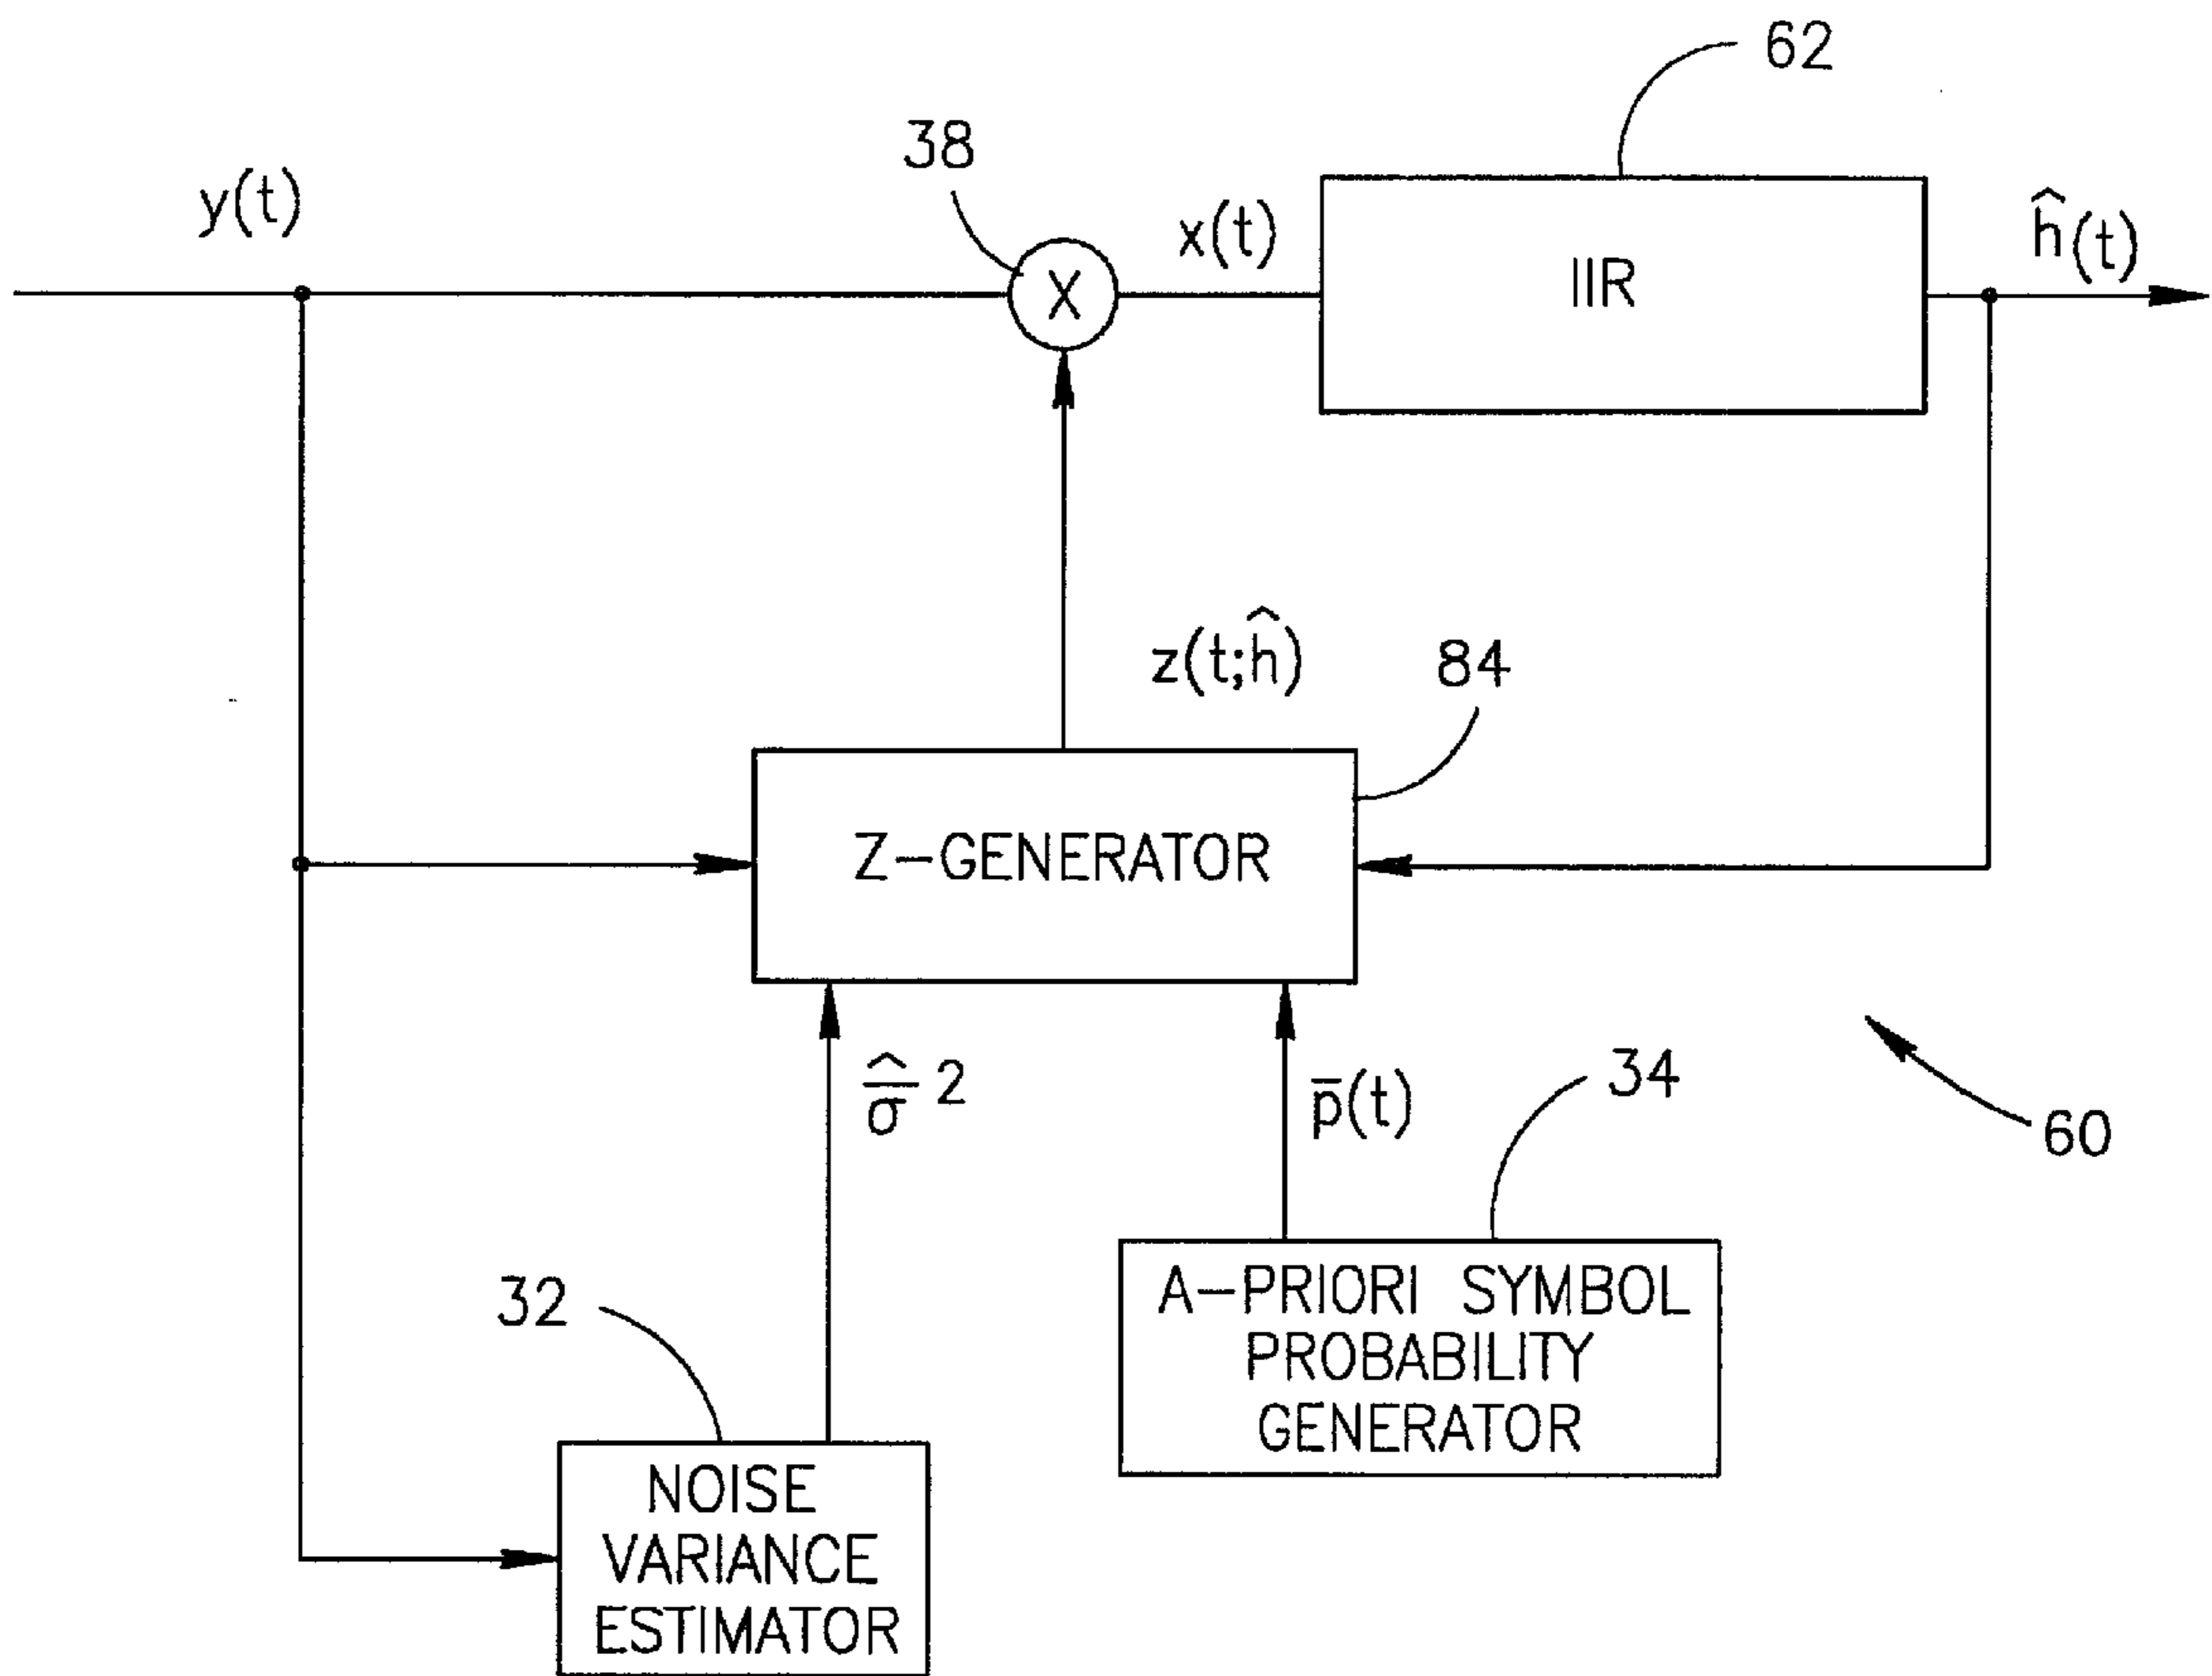 62
38
y(t)
x(t)
ĥ(t)
X
IIR
z(t;ĥ)
84
Z-GENERATOR
σ̄̂ 2
p̄(t)
34
60
32
A-PRIORI SYMBOL
PROBABILITY
GENERATOR
NOISE
VARIANCE
ESTIMATOR